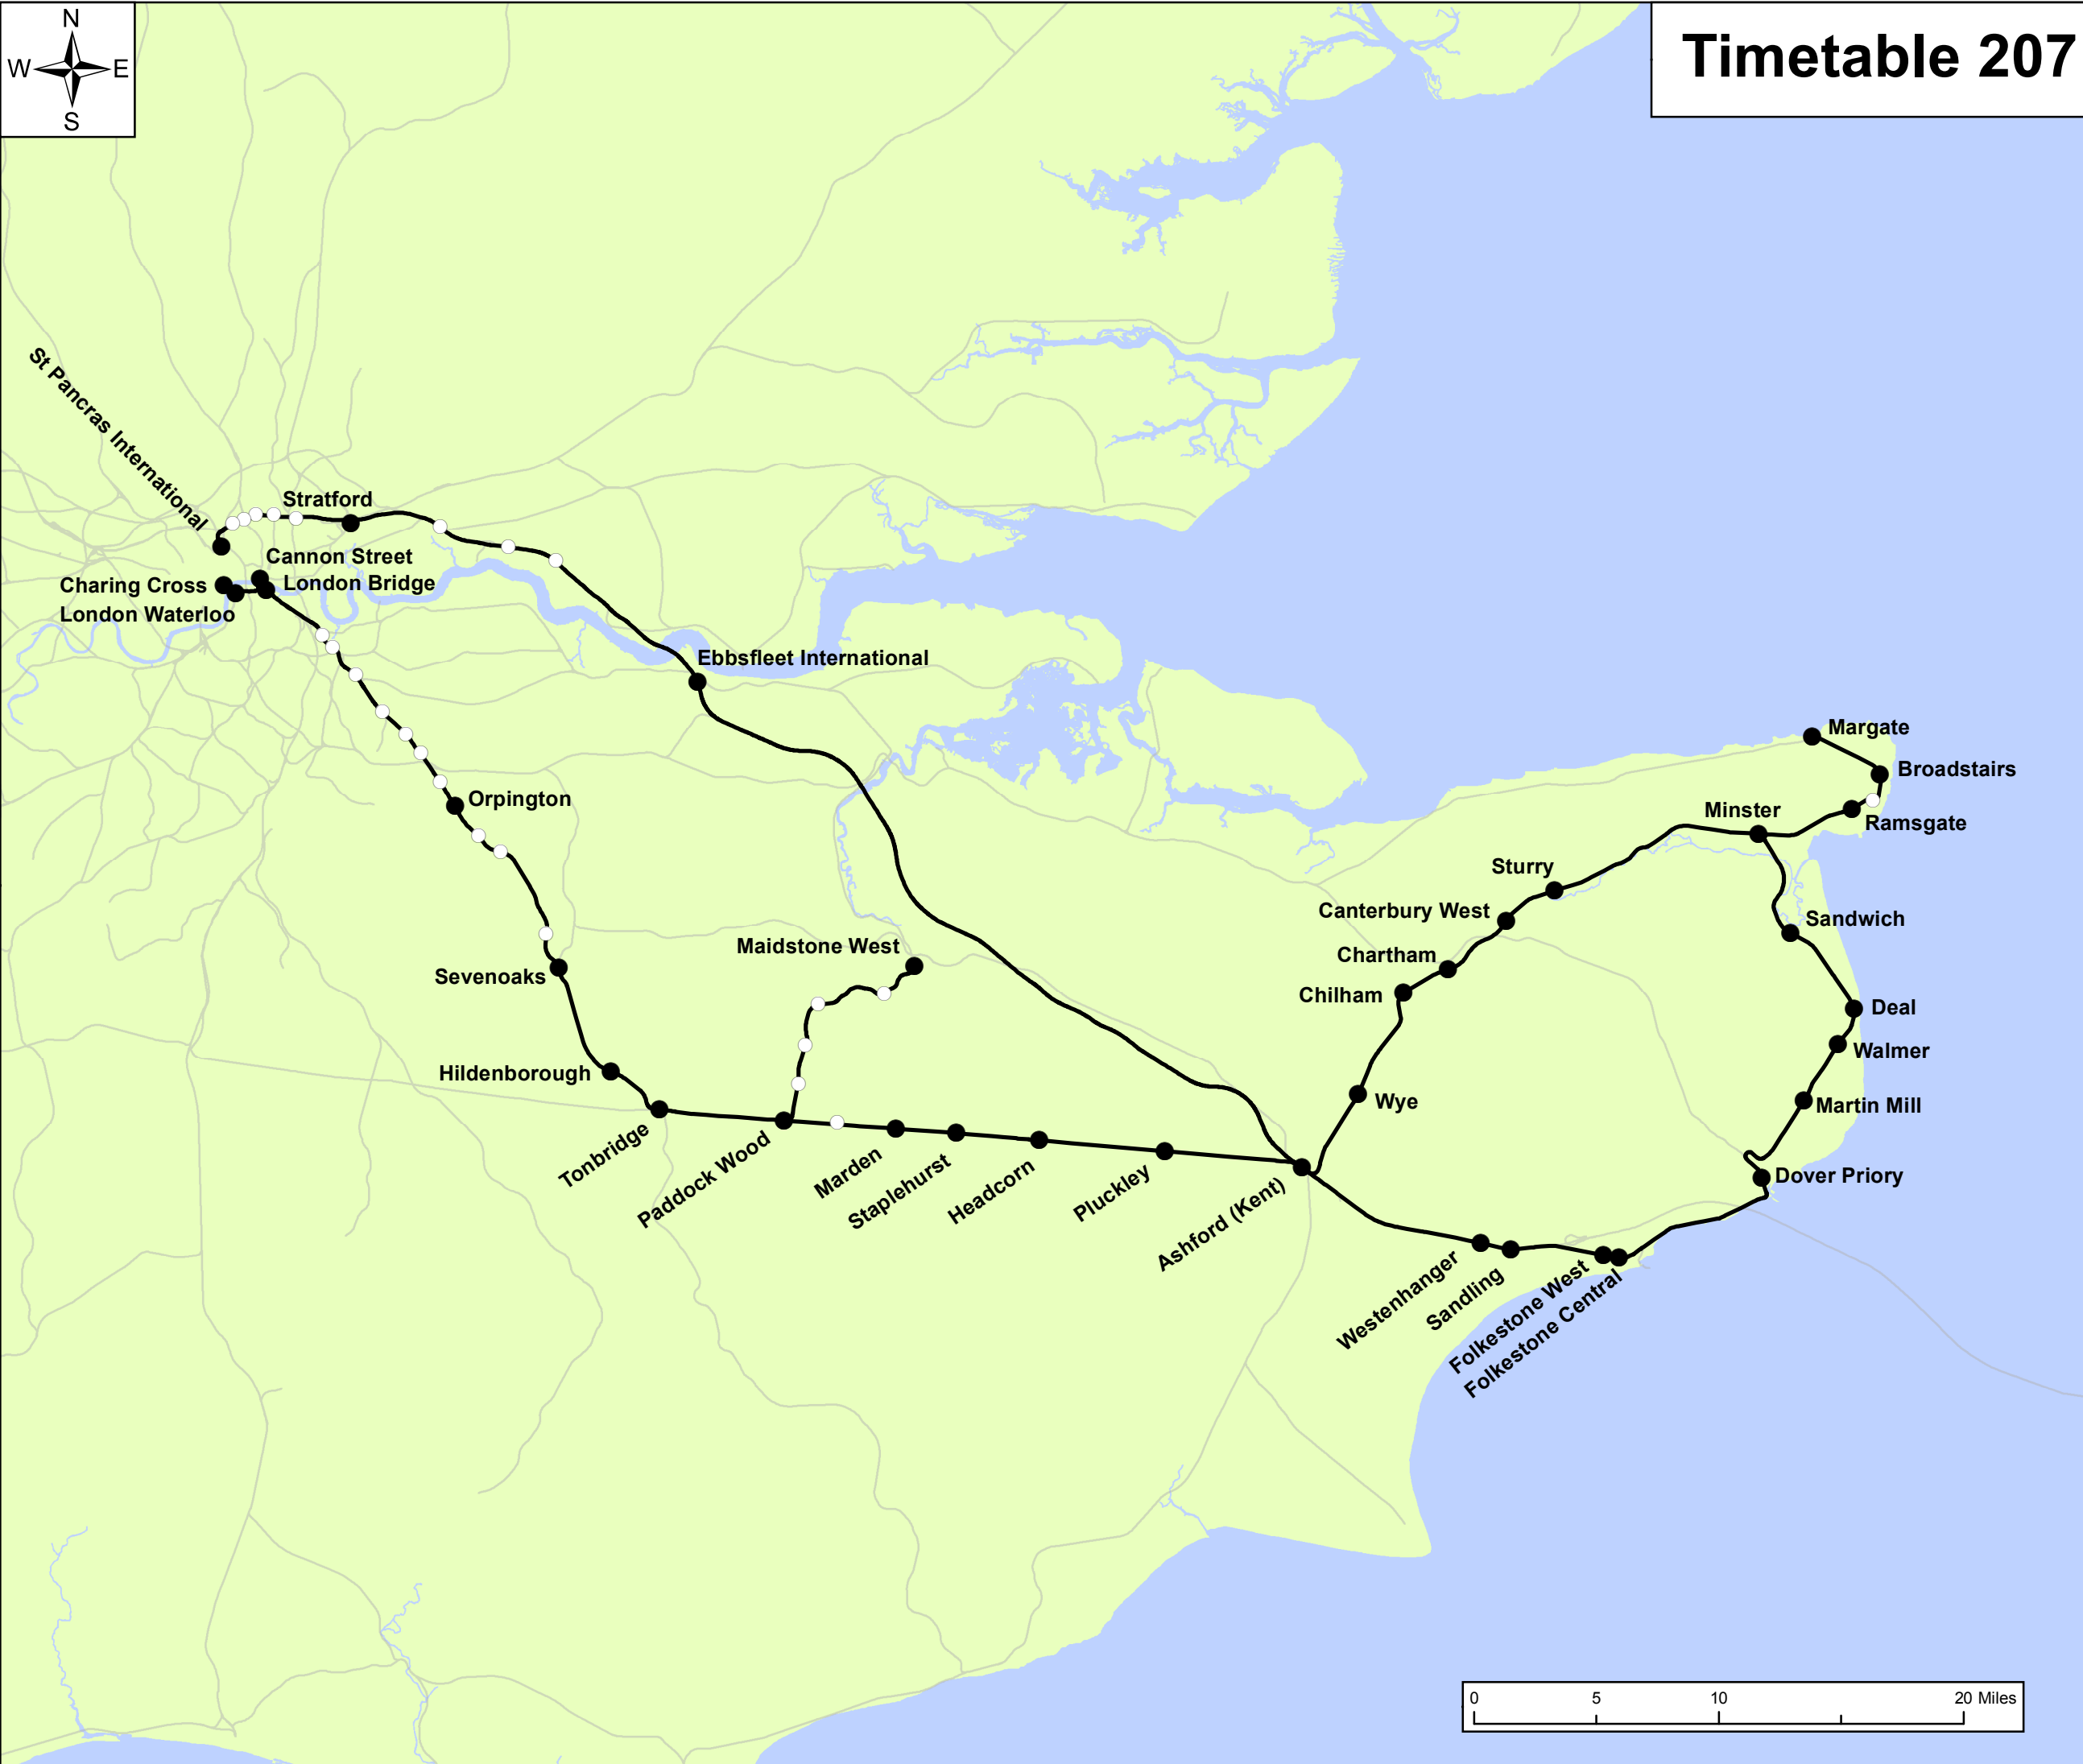 N
W E
S
Timetable 207
St Pancras International
Stratford
Cannon Street
Charing Cross
London Bridge
London Waterloo
Ebbsfleet International
Margate
Broadstairs
Orpington
Minster
Ramsgate
Sturry
Canterbury West
Sandwich
Maidstone West
Chartham
Sevenoaks
Chilham
Deal
Walmer
Hildenborough
Wye
Martin Mill
Tonbridge
Paddock Wood
Marden
Staplehurst
Headcorn
Pluckley
Ashford (Kent)
Dover Priory
Westenhanger
Sandling
Folkestone West
Folkestone Central
0 5 10 20 Miles